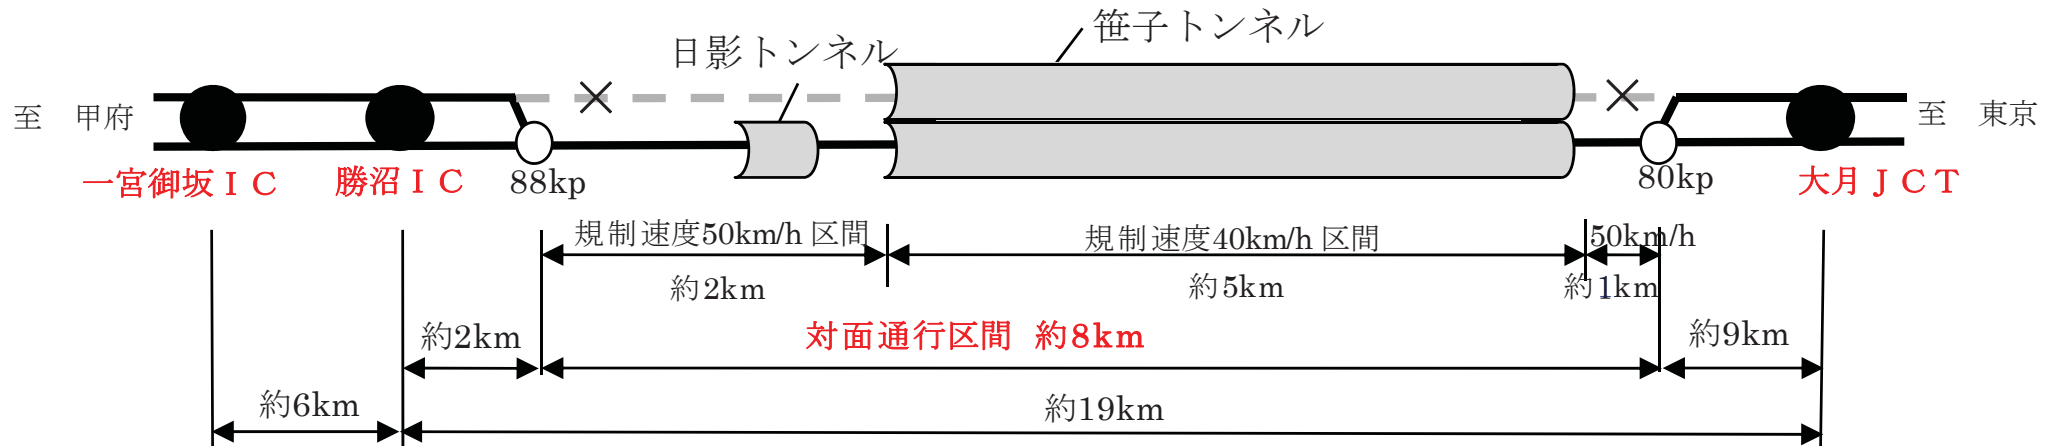 笹子トンネル
日影トンネル
至 甲府
至 東京
一宮御坂ＩＣ
勝沼ＩＣ
88kp
80kp
大月ＪＣＴ
規制速度50km/h 区間
規制速度40km/h 区間
50km/h
約2km
約5km
約1km
約2km
対面通行区間 約8km
約9km
約6km
約19km